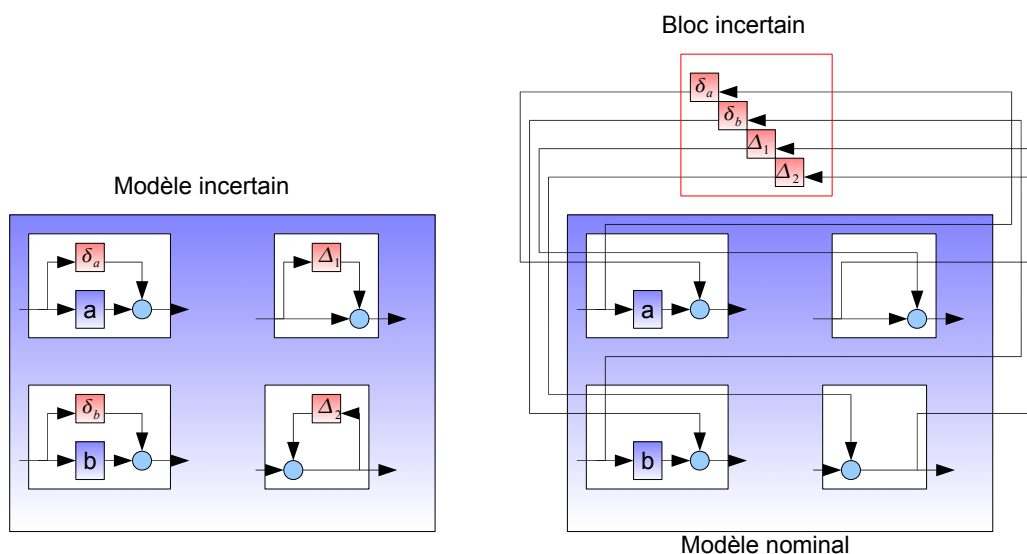 Bloc incertain
δa
δb
Δ1
Δ2
Modèle incertain
δa
a
Δ1
δb
b
Δ2
a
b
Modèle nominal